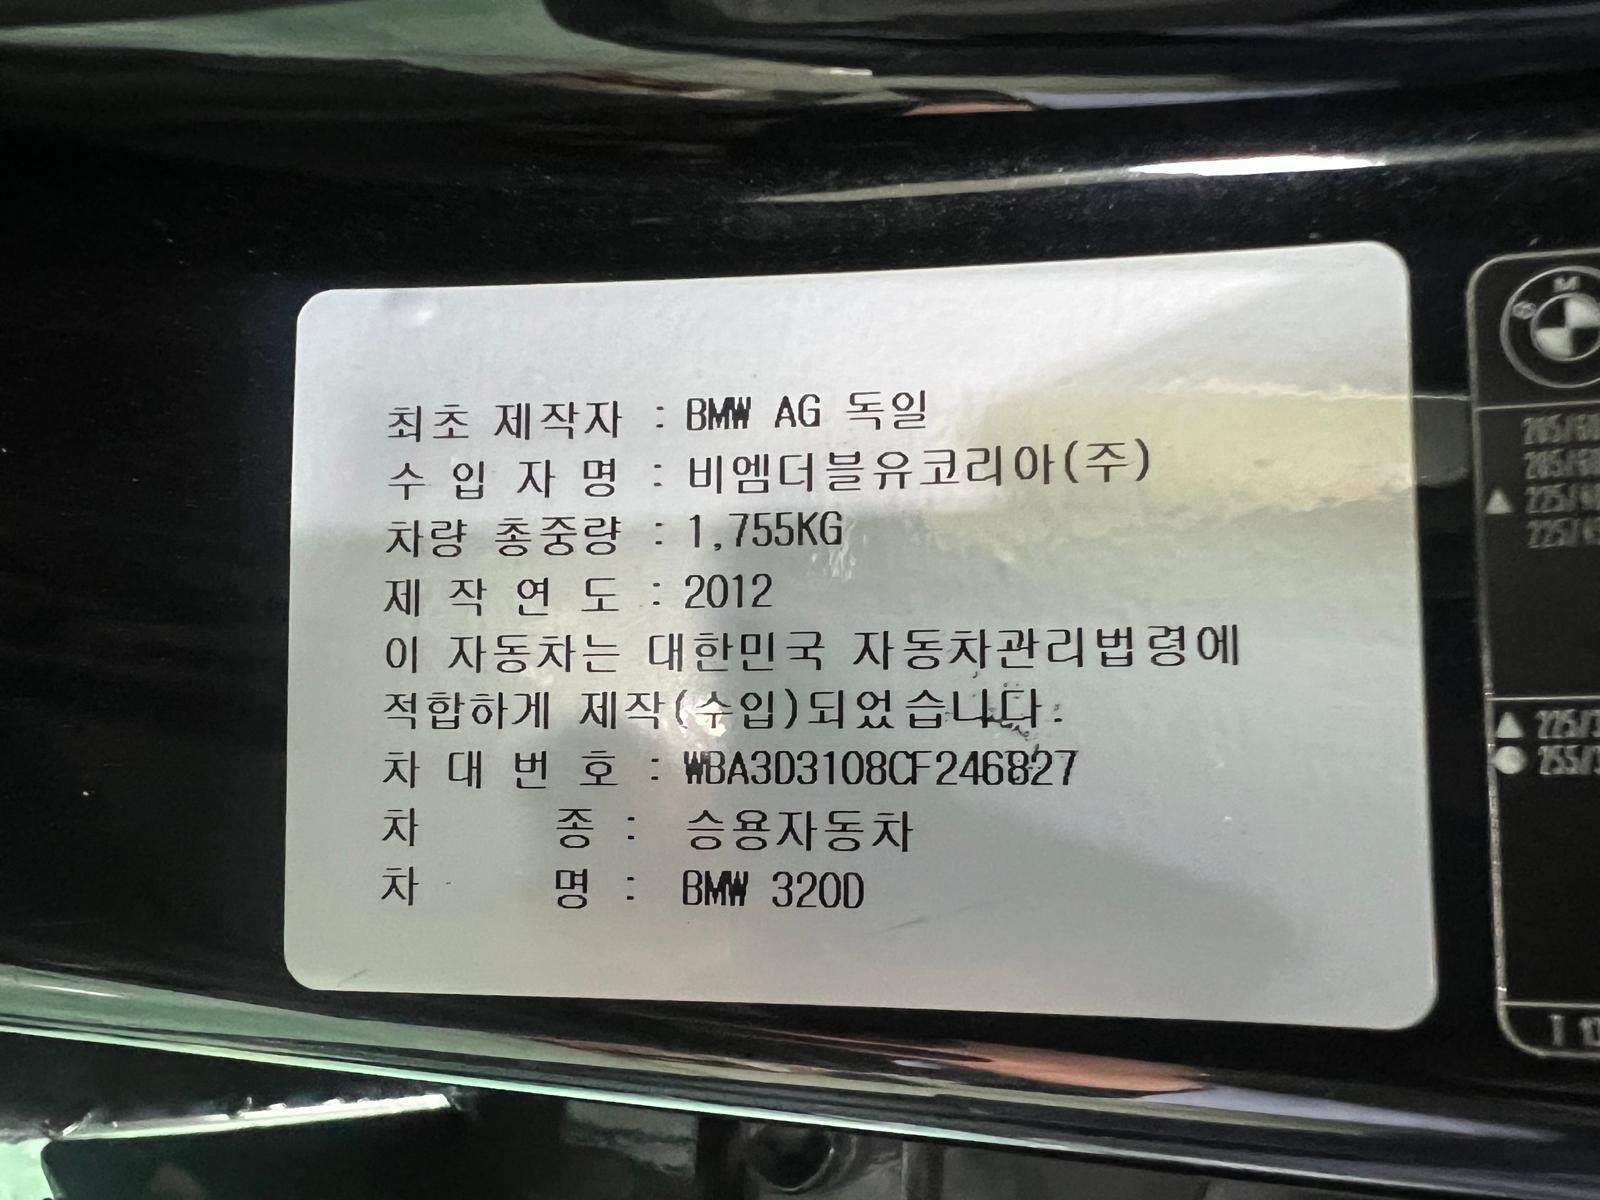 최초 제작자 : BMW AG 독일
수 입 자 명 : 비엠더블유코리아(주)
차량 총중량 : 1,755KG
제 작 연 도 : 2012
이 자동차는 대한민국 자동차관리법령에
적합하게 제작(수입)되었습니다.
차 대 번 호 : WBA3D3108CF246827
차 종 : 승용자동차
차 명 : BMW 320D